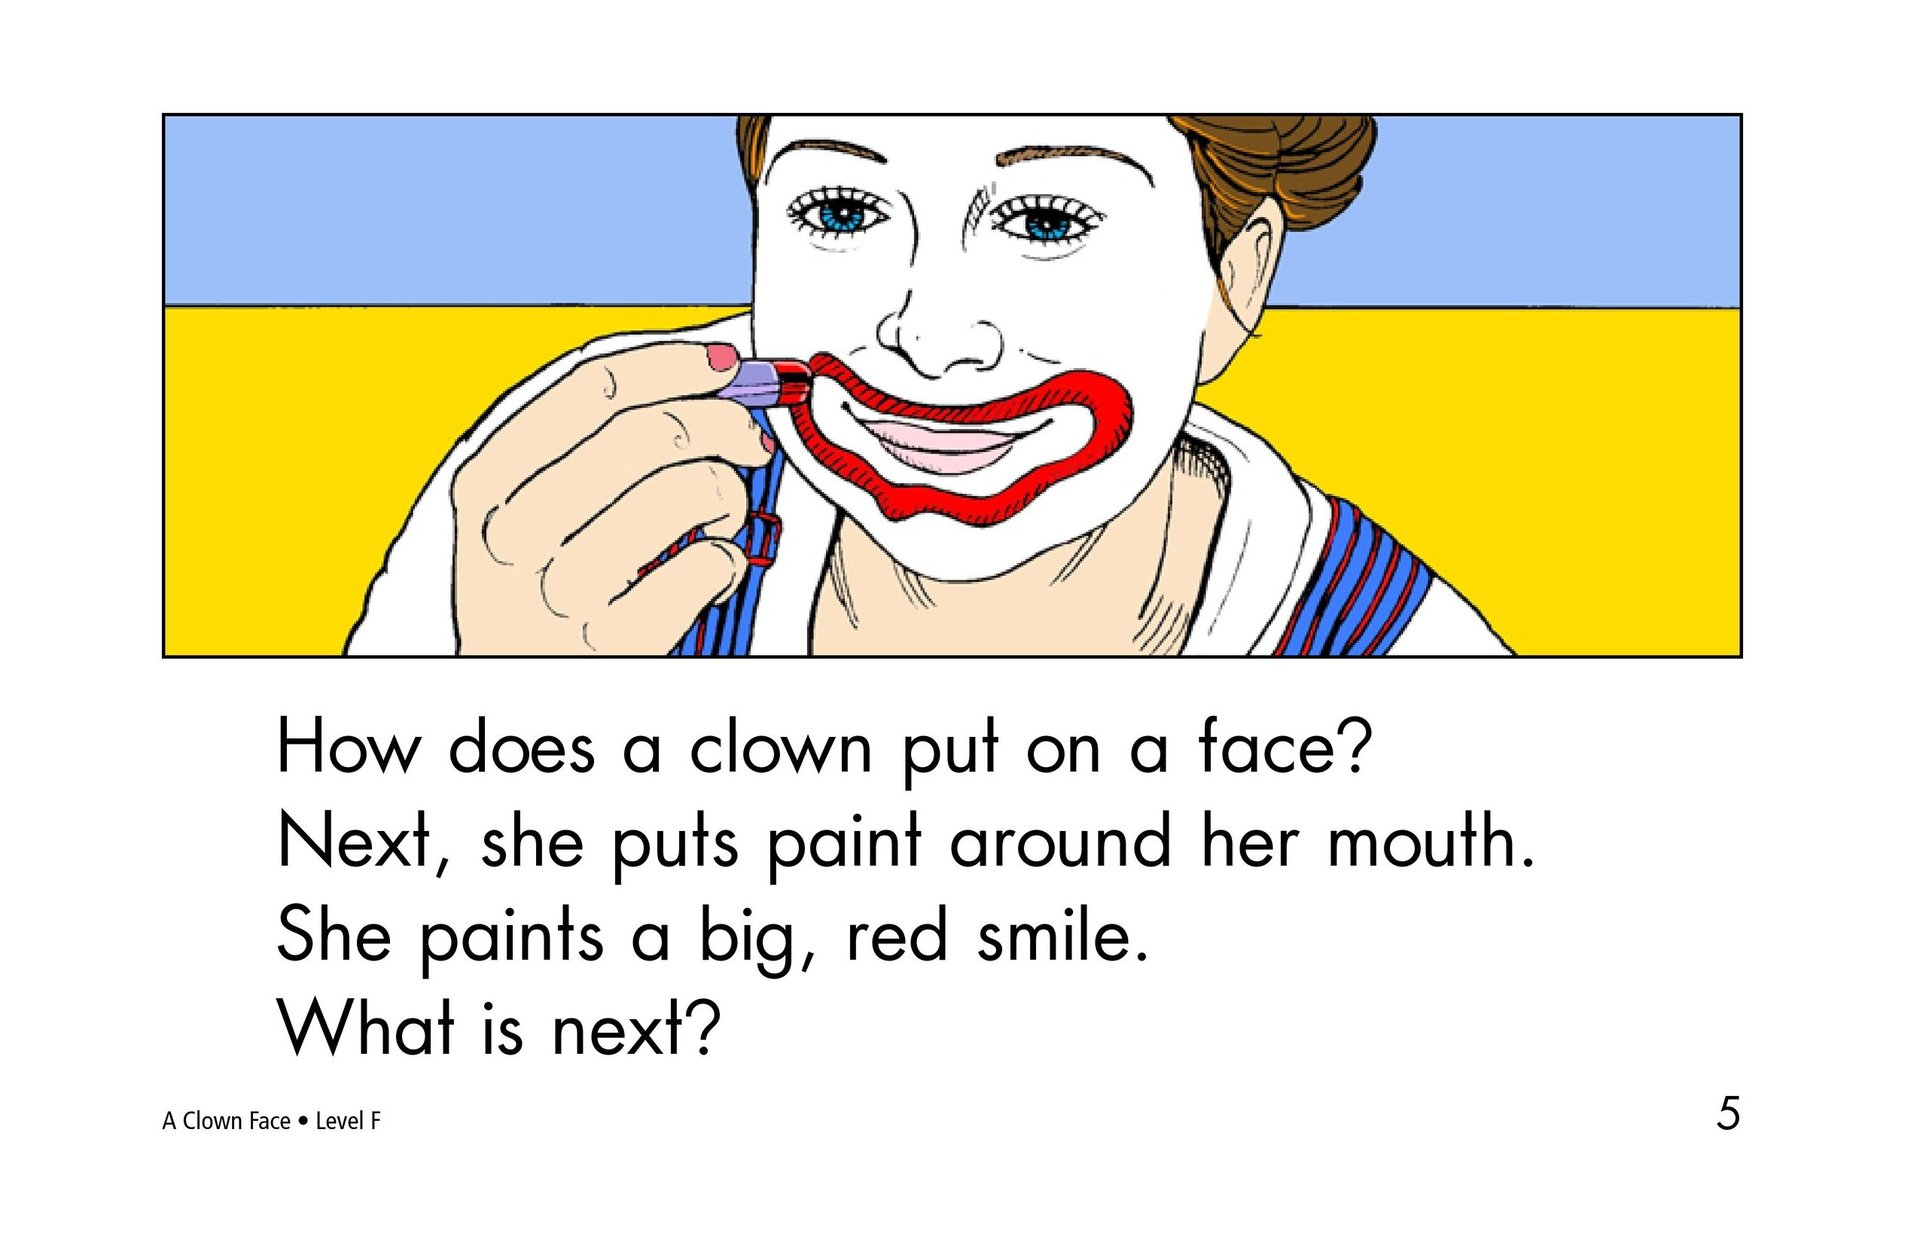 How does a clown put on a face?
Next, she puts paint around her mouth.
She paints a big, red smile.
What is next?
A Clown Face • Level F
5